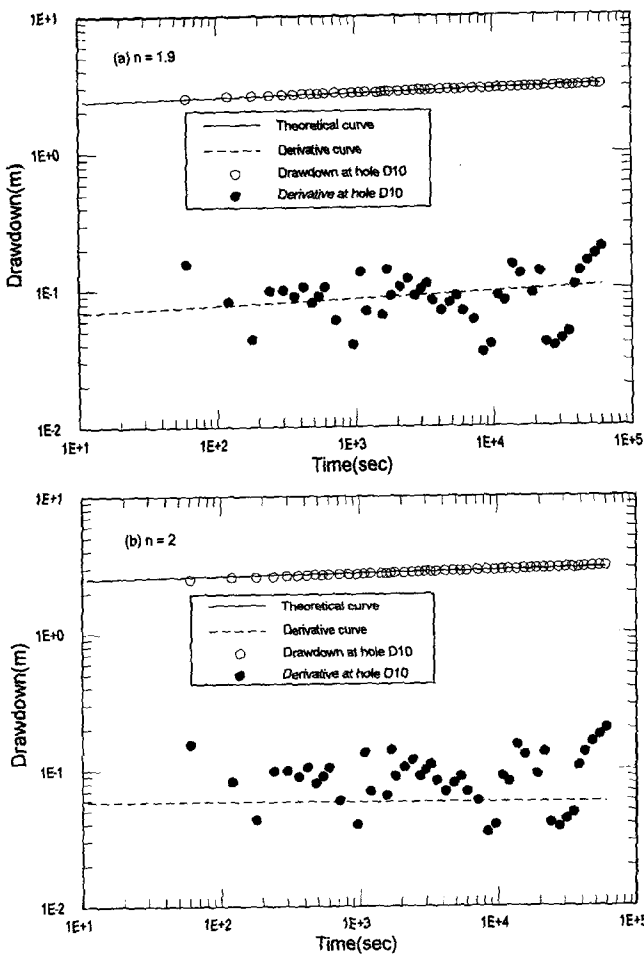 1E+1
(a) n = 1.9
1E+0
Theoretical curve
Derivative curve
Drawdown at hole D10
Derivative at hole D10
Drawdown(m)
1E-1
1E-2
1E+1 1E+2 1E+3 1E+4 1E+5
Time(sec)
1E+1
(b) n = 2
1E+0
Theoretical curve
Derivative curve
Drawdown at hole D10
Derivative at hole D10
Drawdown(m)
1E-1
1E-2
1E+1 1E+2 1E+3 1E+4 1E+5
Time(sec)